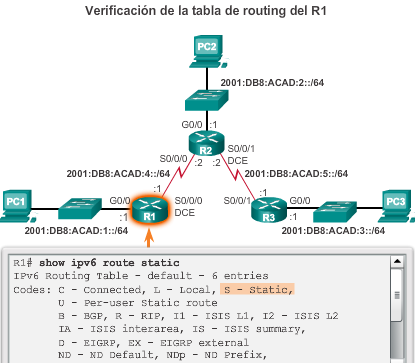 Verificación de la tabla de routing del R1
PC2
2001:DB8:ACAD:2::/64
G0/0 :1
R2
2001:DB8:ACAD:4::/64
S0/0/0 :2
:2 S0/0/1
DCE
2001:DB8:ACAD:5::/64
:1
S0/0/0
DCE
S0/0/1
:1
PC1
G0/0
:1
R1
2001:DB8:ACAD:1::/64
R3
G0/0
:1
PC3
2001:DB8:ACAD:3::/64
R1# show ipv6 route static
IPv6 Routing Table - default - 6 entries
Codes: C - Connected, L - Local, S - Static,
U - Per-user Static route
B - BGP, R - RIP, I1 - ISIS L1, I2 - ISIS L2
IA - ISIS interarea, IS - ISIS summary,
D - EIGRP, EX - EIGRP external
ND - ND Default, NDp - ND Prefix,